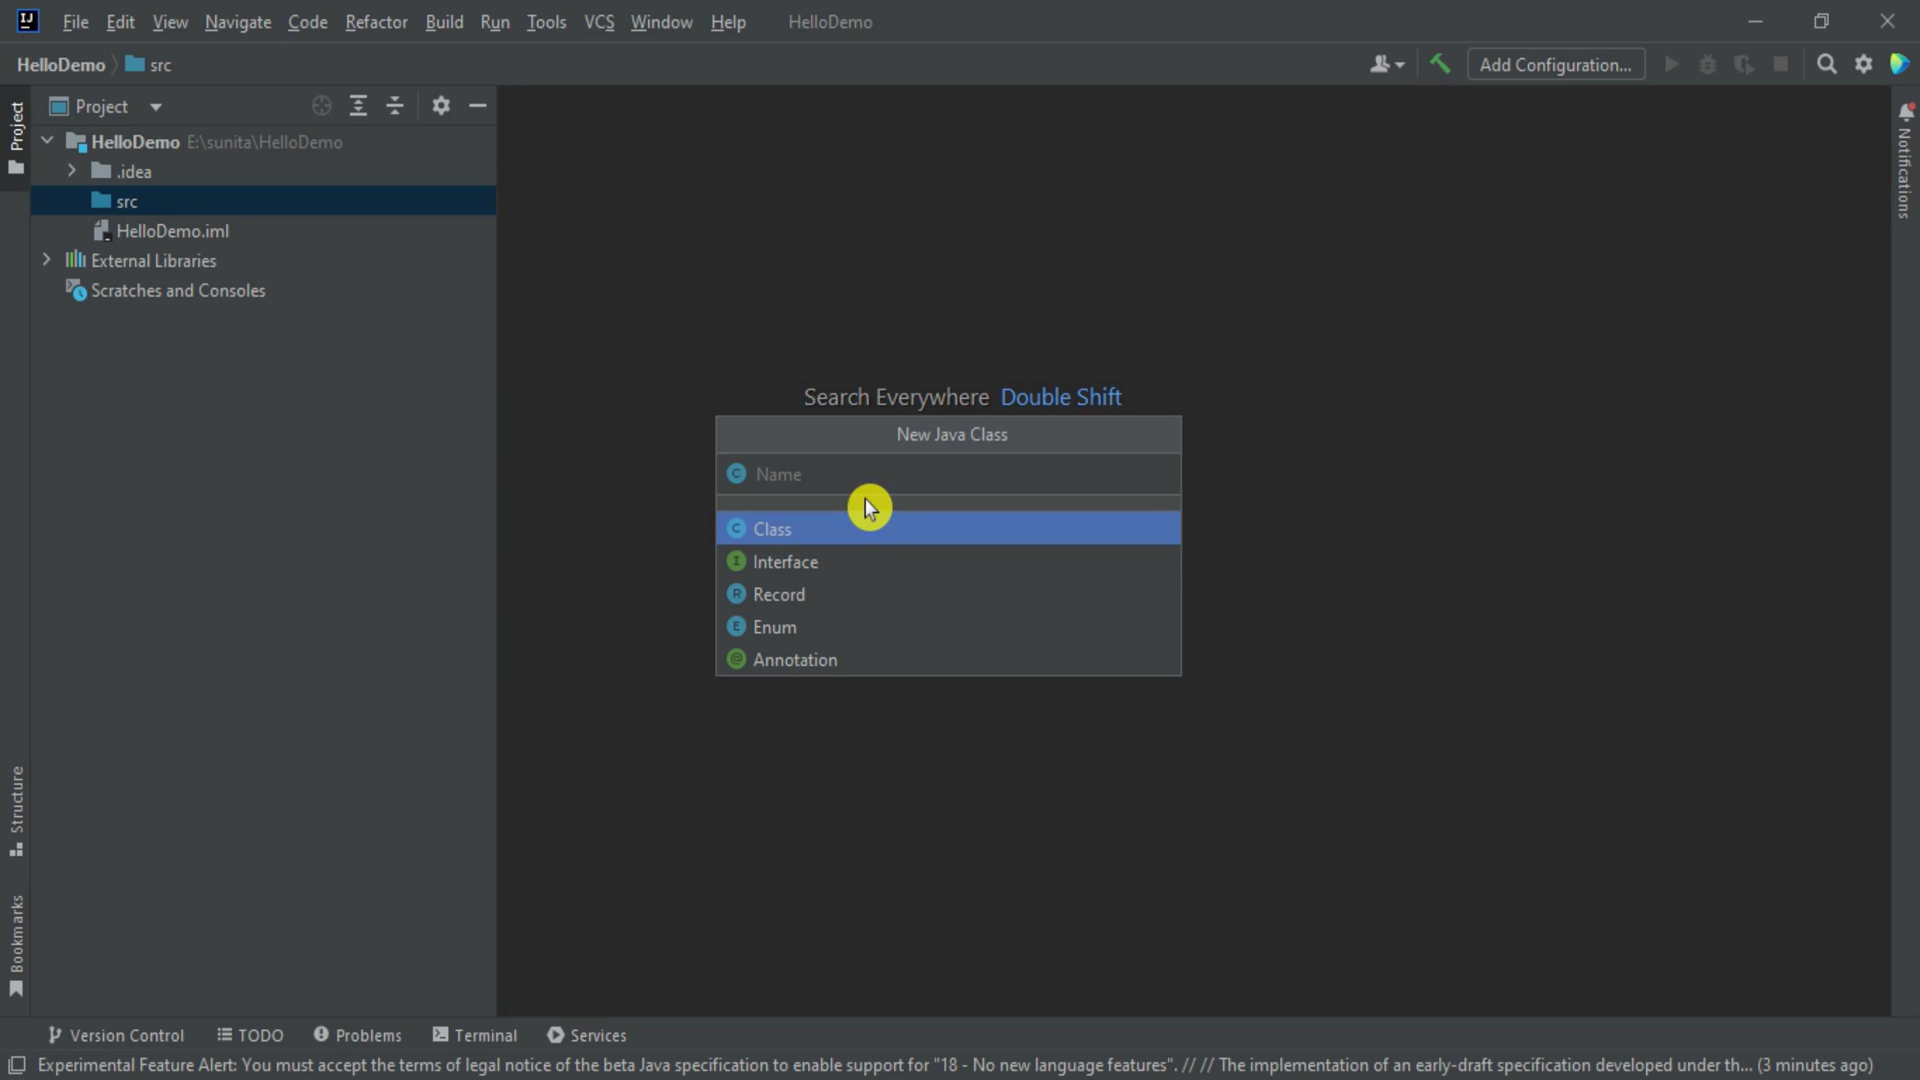 File Edit View Navigate Code Refactor Build Run Tools VCS Window Help HelloDemo
HelloDemo src
Add Configuration...
Project
Project
HelloDemo E:\sunita\HelloDemo
.idea
src
HelloDemo.iml
External Libraries
Scratches and Consoles
Notifications
Search Everywhere Double Shift
New Java Class
C Name
C Class
I Interface
R Record
E Enum
@ Annotation
Structure
Bookmarks
Version Control TODO Problems Terminal Services
Experimental Feature Alert: You must accept the terms of legal notice of the beta Java specification to enable support for "18 - No new language features". // // The implementation of an early-draft specification developed under th... (3 minutes ago)